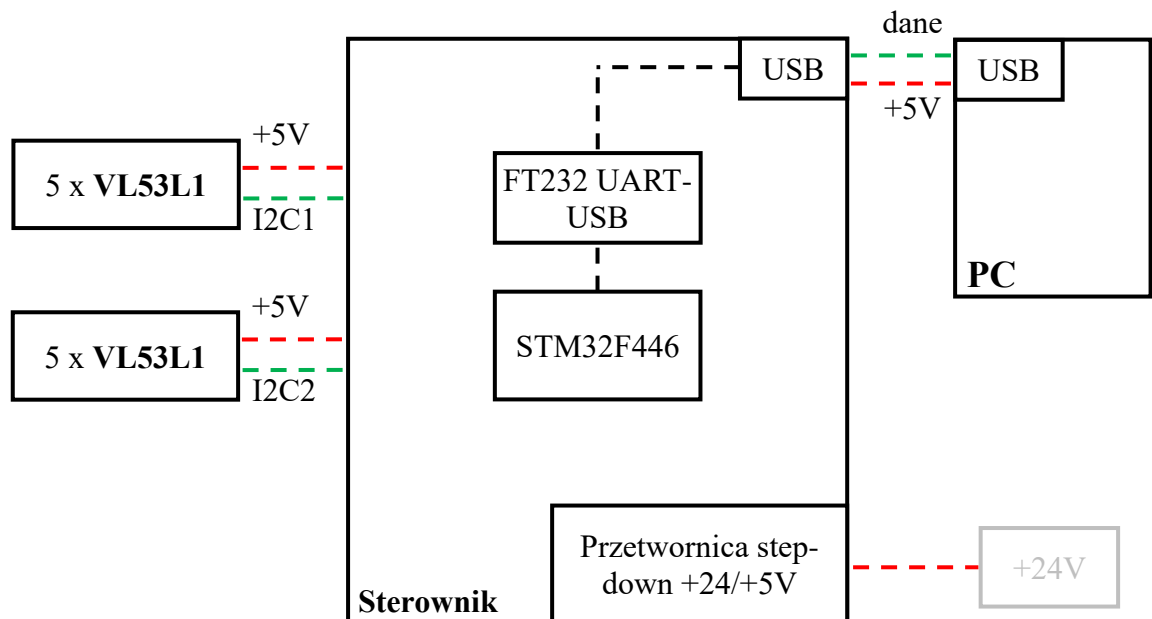 dane
USB
USB
+5V
+5V
5 x VL53L1
I2C1
FT232 UART-
USB
PC
+5V
5 x VL53L1
I2C2
STM32F446
Przetwornica step-
down +24/+5V
+24V
Sterownik